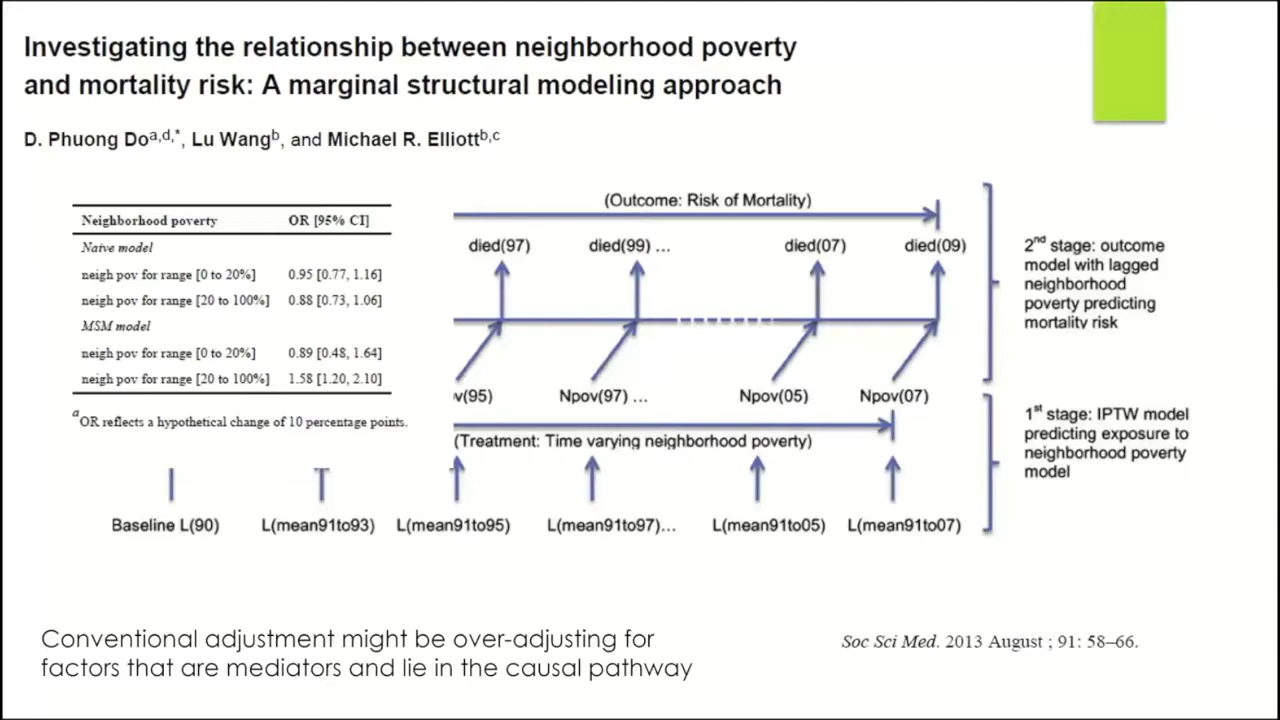 Investigating the relationship between neighborhood poverty
and mortality risk: A marginal structural modeling approach
D. Phuong Doa,d,*, Lu Wangb, and Michael R. Elliottb,c
Neighborhood poverty OR [95% CI]
Naïve model
neigh pov for range [0 to 20%] 0.95 [0.77, 1.16]
neigh pov for range [20 to 100%] 0.88 [0.73, 1.06]
MSM model
neigh pov for range [0 to 20%] 0.89 [0.48, 1.64]
neigh pov for range [20 to 100%] 1.58 [1.20, 2.10]
aOR reflects a hypothetical change of 10 percentage points.
(Outcome: Risk of Mortality)
died(97) died(99) ... died(07) died(09)
2nd stage: outcome
model with lagged
neighborhood
poverty predicting
mortality risk
v(95) Npov(97) ... Npov(05) Npov(07)
(Treatment: Time varying neighborhood poverty)
1st stage: IPTW model
predicting exposure to
neighborhood poverty
model
Baseline L(90) L(mean91to93) L(mean91to95) L(mean91to97)... L(mean91to05) L(mean91to07)
Conventional adjustment might be over-adjusting for
factors that are mediators and lie in the causal pathway
Soc Sci Med. 2013 August ; 91: 58–66.